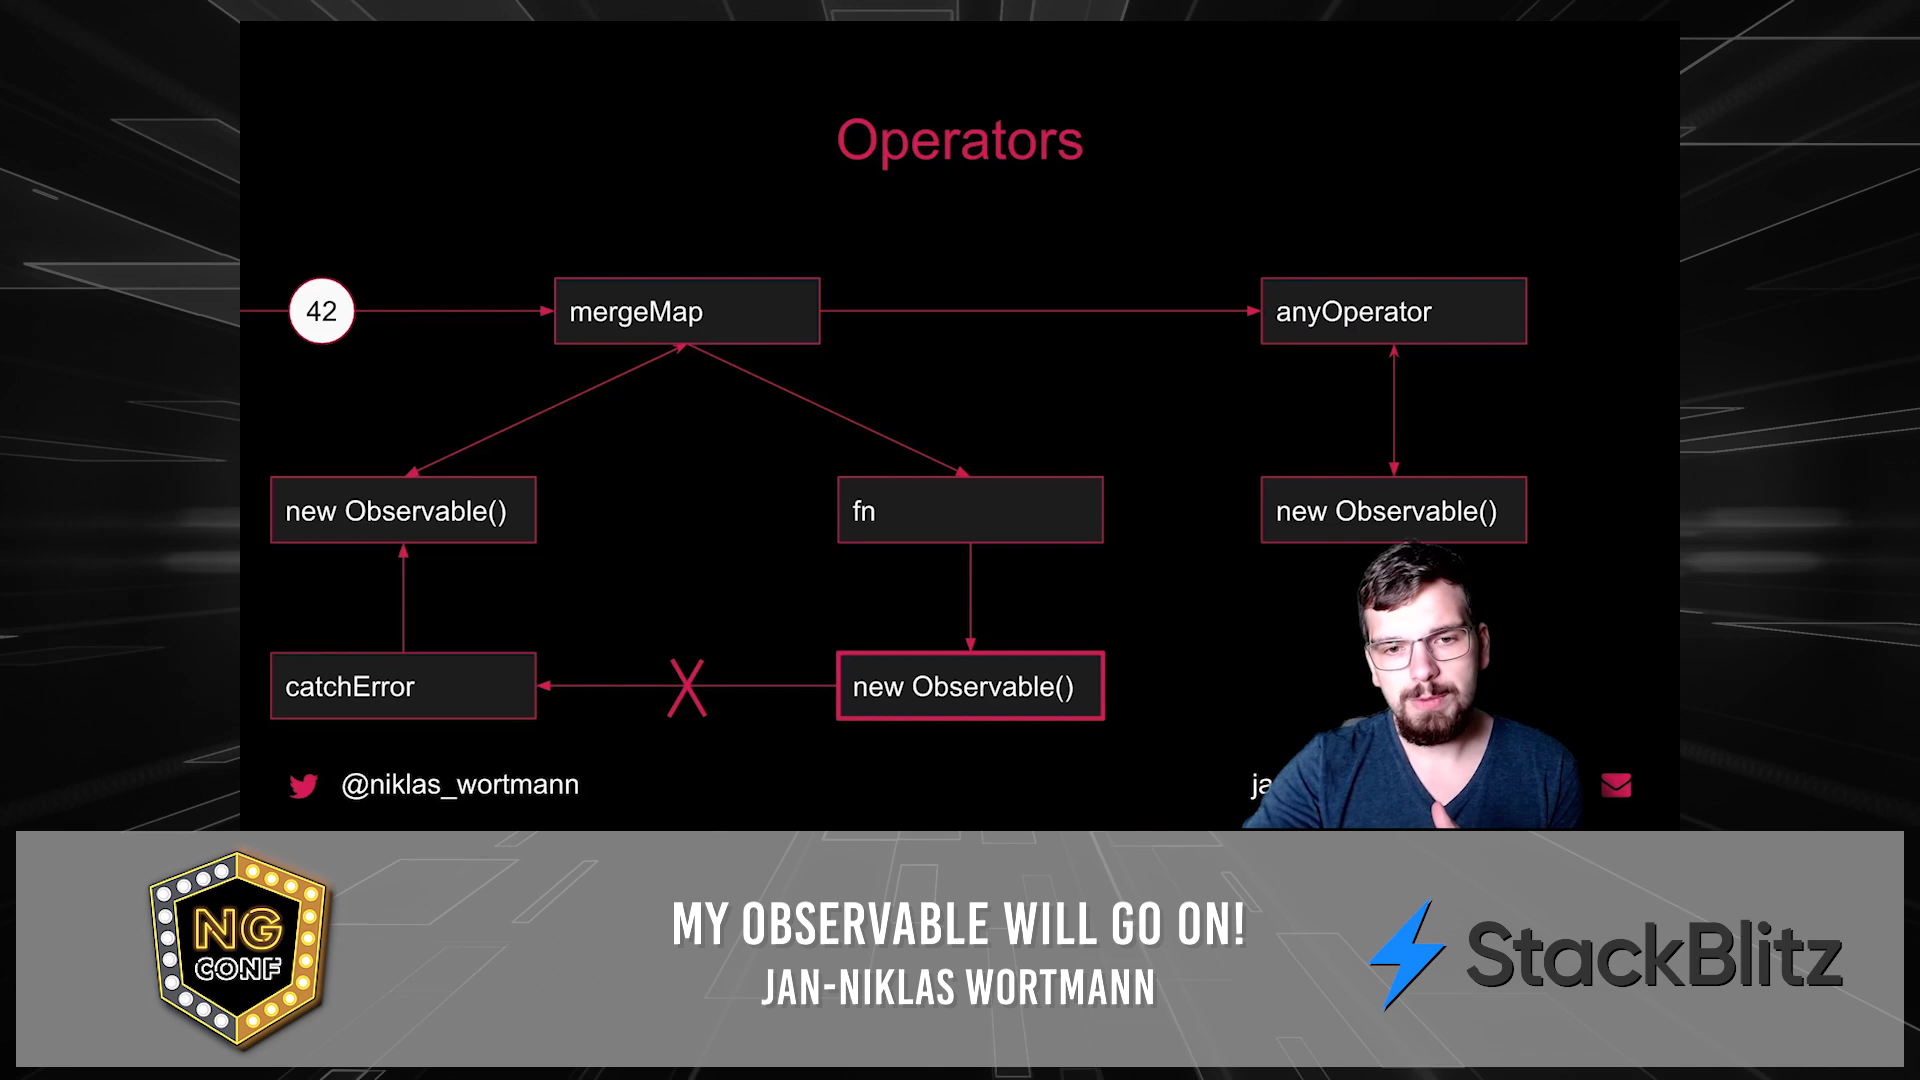 Operators
42
mergeMap
anyOperator
new Observable()
fn
new Observable()
catchError
X
new Observable()
@niklas_wortmann
NG
CONF
MY OBSERVABLE WILL GO ON!
JAN-NIKLAS WORTMANN
StackBlitz